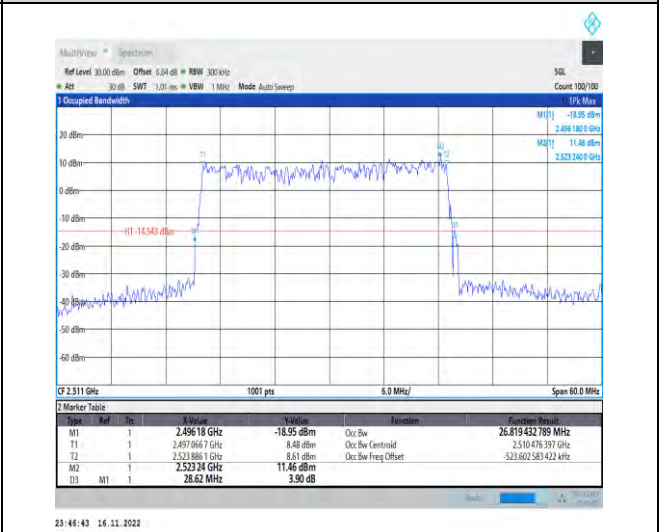 MultiView Spectrum
Ref Level 30.00 dBm Offset 6.64 dB RBW 300 kHz SGL
Att 30 dB SWT 1.01 ms VBW 1 MHz Mode Auto Sweep Count 100/100
1 Occupied Bandwidth 1Pk Max
M1[1] -18.95 dBm
2.496 1800 GHz
M2[1] 11.46 dBm
2.523 2400 GHz
20 dBm
10 dBm
0 dBm
-10 dBm
H1 -14.543 dBm
-20 dBm
-30 dBm
-40 dBm
-50 dBm
-60 dBm
T1
T2
M1
D3
CF 2.511 GHz 1001 pts 6.0 MHz/ Span 60.0 MHz
2 Marker Table
Type Ref Trc X-Value Y-Value Function Function Result
M1 1 2.49618 GHz -18.95 dBm Occ Bw 26.819 432 789 MHz
T1 1 2.497 066 7 GHz 8.48 dBm Occ Bw Centroid 2.510 476 397 GHz
T2 1 2.523 886 1 GHz 8.61 dBm Occ Bw Freq Offset -523.602 583 422 kHz
M2 1 2.523 24 GHz 11.46 dBm
D3 M1 1 28.62 MHz 3.90 dB
23:46:43 16.11.2022